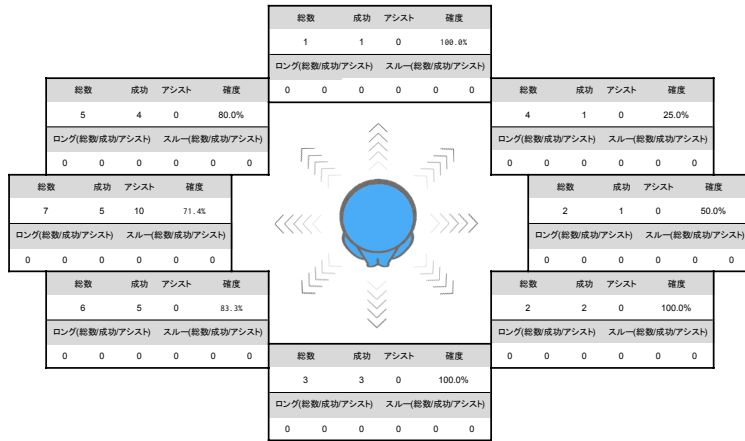 総数 成功 アシスト 確度
1 1 0 100.0%
ロング(総数/成功/アシスト) スルー(総数/成功/アシスト)
0 0 0 0 0 0
総数 成功 アシスト 確度
5 4 0 80.0%
ロング(総数/成功/アシスト) スルー(総数/成功/アシスト)
0 0 0 0 0 0
総数 成功 アシスト 確度
4 1 0 25.0%
ロング(総数/成功/アシスト) スルー(総数/成功/アシスト)
0 0 0 0 0 0
総数 成功 アシスト 確度
7 5 10 71.4%
ロング(総数/成功/アシスト) スルー(総数/成功/アシスト)
0 0 0 0 0 0
総数 成功 アシスト 確度
2 1 0 50.0%
ロング(総数/成功/アシスト) スルー(総数/成功/アシスト)
0 0 0 0 0 0
総数 成功 アシスト 確度
6 5 0 83.3%
ロング(総数/成功/アシスト) スルー(総数/成功/アシスト)
0 0 0 0 0 0
総数 成功 アシスト 確度
2 2 0 100.0%
ロング(総数/成功/アシスト) スルー(総数/成功/アシスト)
0 0 0 0 0 0
総数 成功 アシスト 確度
3 3 0 100.0%
ロング(総数/成功/アシスト) スルー(総数/成功/アシスト)
0 0 0 0 0 0